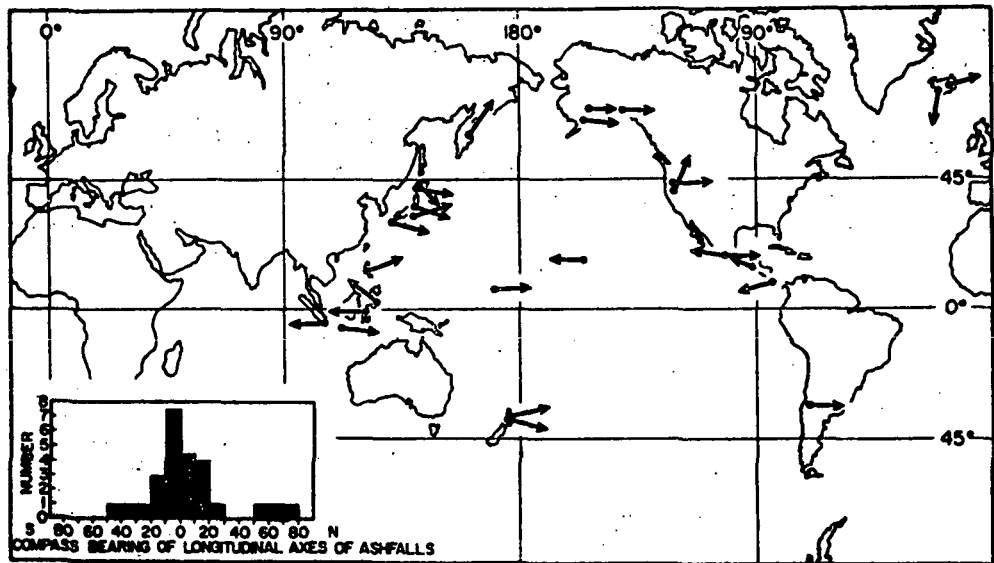 0° 90° 180° 90°
45°
0°
45°
NUMBER
S 80 60 40 20 0 20 40 60 80 N
COMPASS BEARING OF LONGITUDINAL AXES OF ASHFALLS